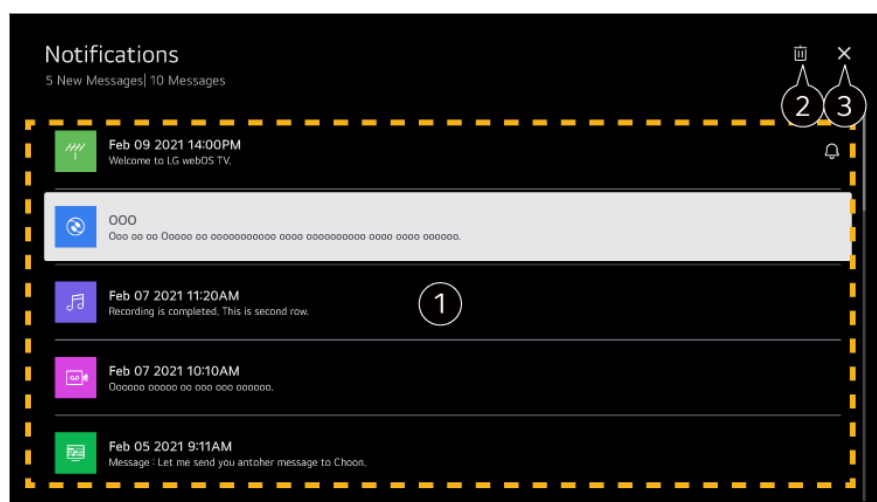 Notifications
5 New Messages| 10 Messages
2 3
Feb 09 2021 14:00PM
Welcome to LG webOS TV.
OOO
Ooo oo oo Ooooo oo ooooooooooo oooo oooooooooo oooo oooo oooooo.
Feb 07 2021 11:20AM
Recording is completed. This is second row.
1
Feb 07 2021 10:10AM
Oooooo ooooo oo ooo ooo oooooo.
Feb 05 2021 9:11AM
Message : Let me send you antoher message to Choon.